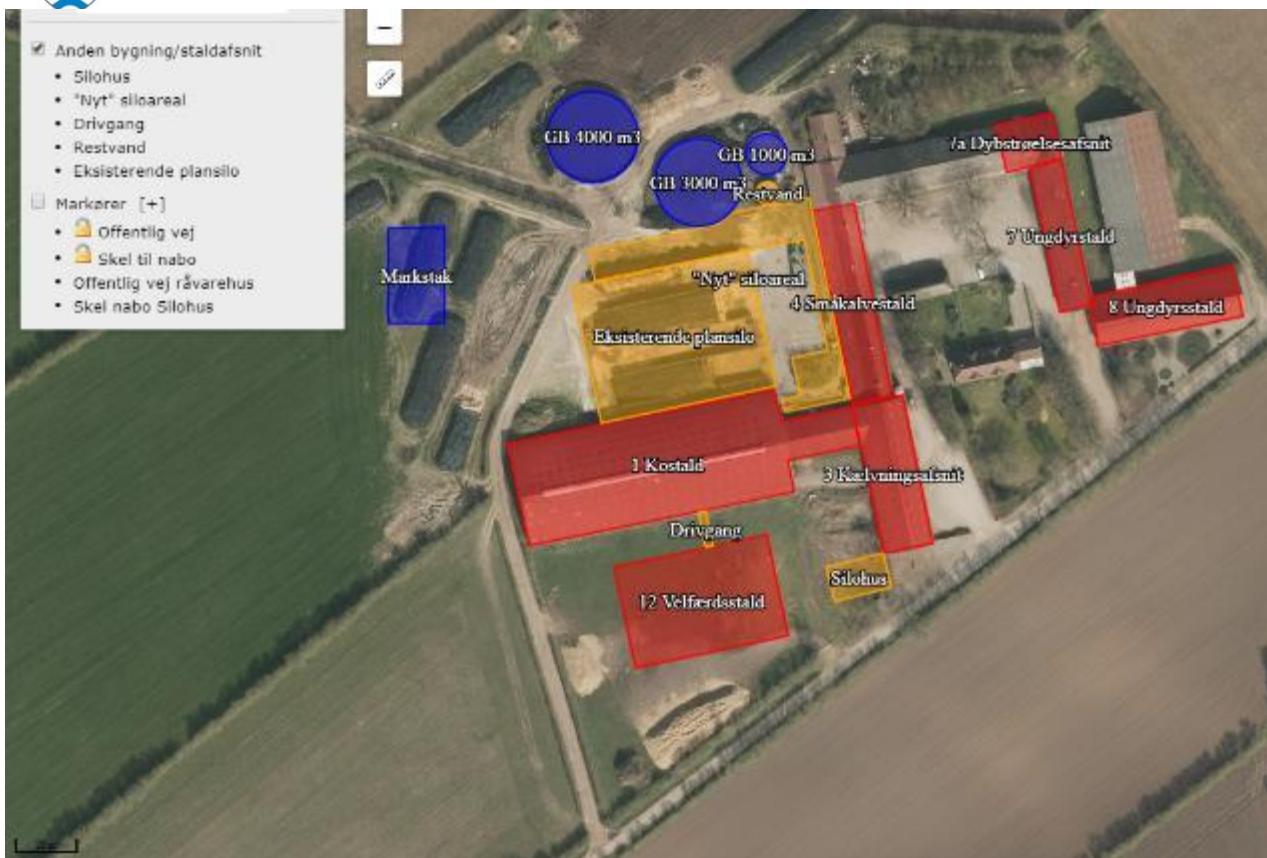 Anden bygning/staldafsnit
Silohus
"Nyt" siloareal
Drivgang
Restvand
Eksisterende plansilo
Markører [+]
Offentlig vej
Skel til nabo
Offentlig vej råvarehus
Skel nabo Silohus
GB 4000 m3
GB 1000 m3
GB 3000 m3
Restvand
7a Dybstrøelsesafsnit
7 Ungdyrstald
Markstak
"Nyt" siloareal
4 Småkalvestald
8 Ungdyrsstald
Eksisterende plansilo
1 Kostald
3 Kælvningsafsnit
Drivgang
Silohus
12 Velfærdsstald